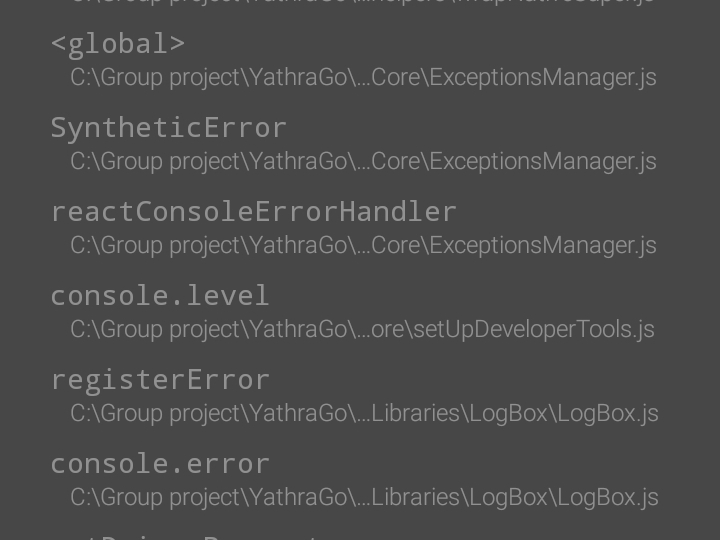 <global>
C:\Group project\YathraGo\...Core\ExceptionsManager.js
SyntheticError
C:\Group project\YathraGo\...Core\ExceptionsManager.js
reactConsoleErrorHandler
C:\Group project\YathraGo\...Core\ExceptionsManager.js
console.level
C:\Group project\YathraGo\...ore\setUpDeveloperTools.js
registerError
C:\Group project\YathraGo\...Libraries\LogBox\LogBox.js
console.error
C:\Group project\YathraGo\...Libraries\LogBox\LogBox.js